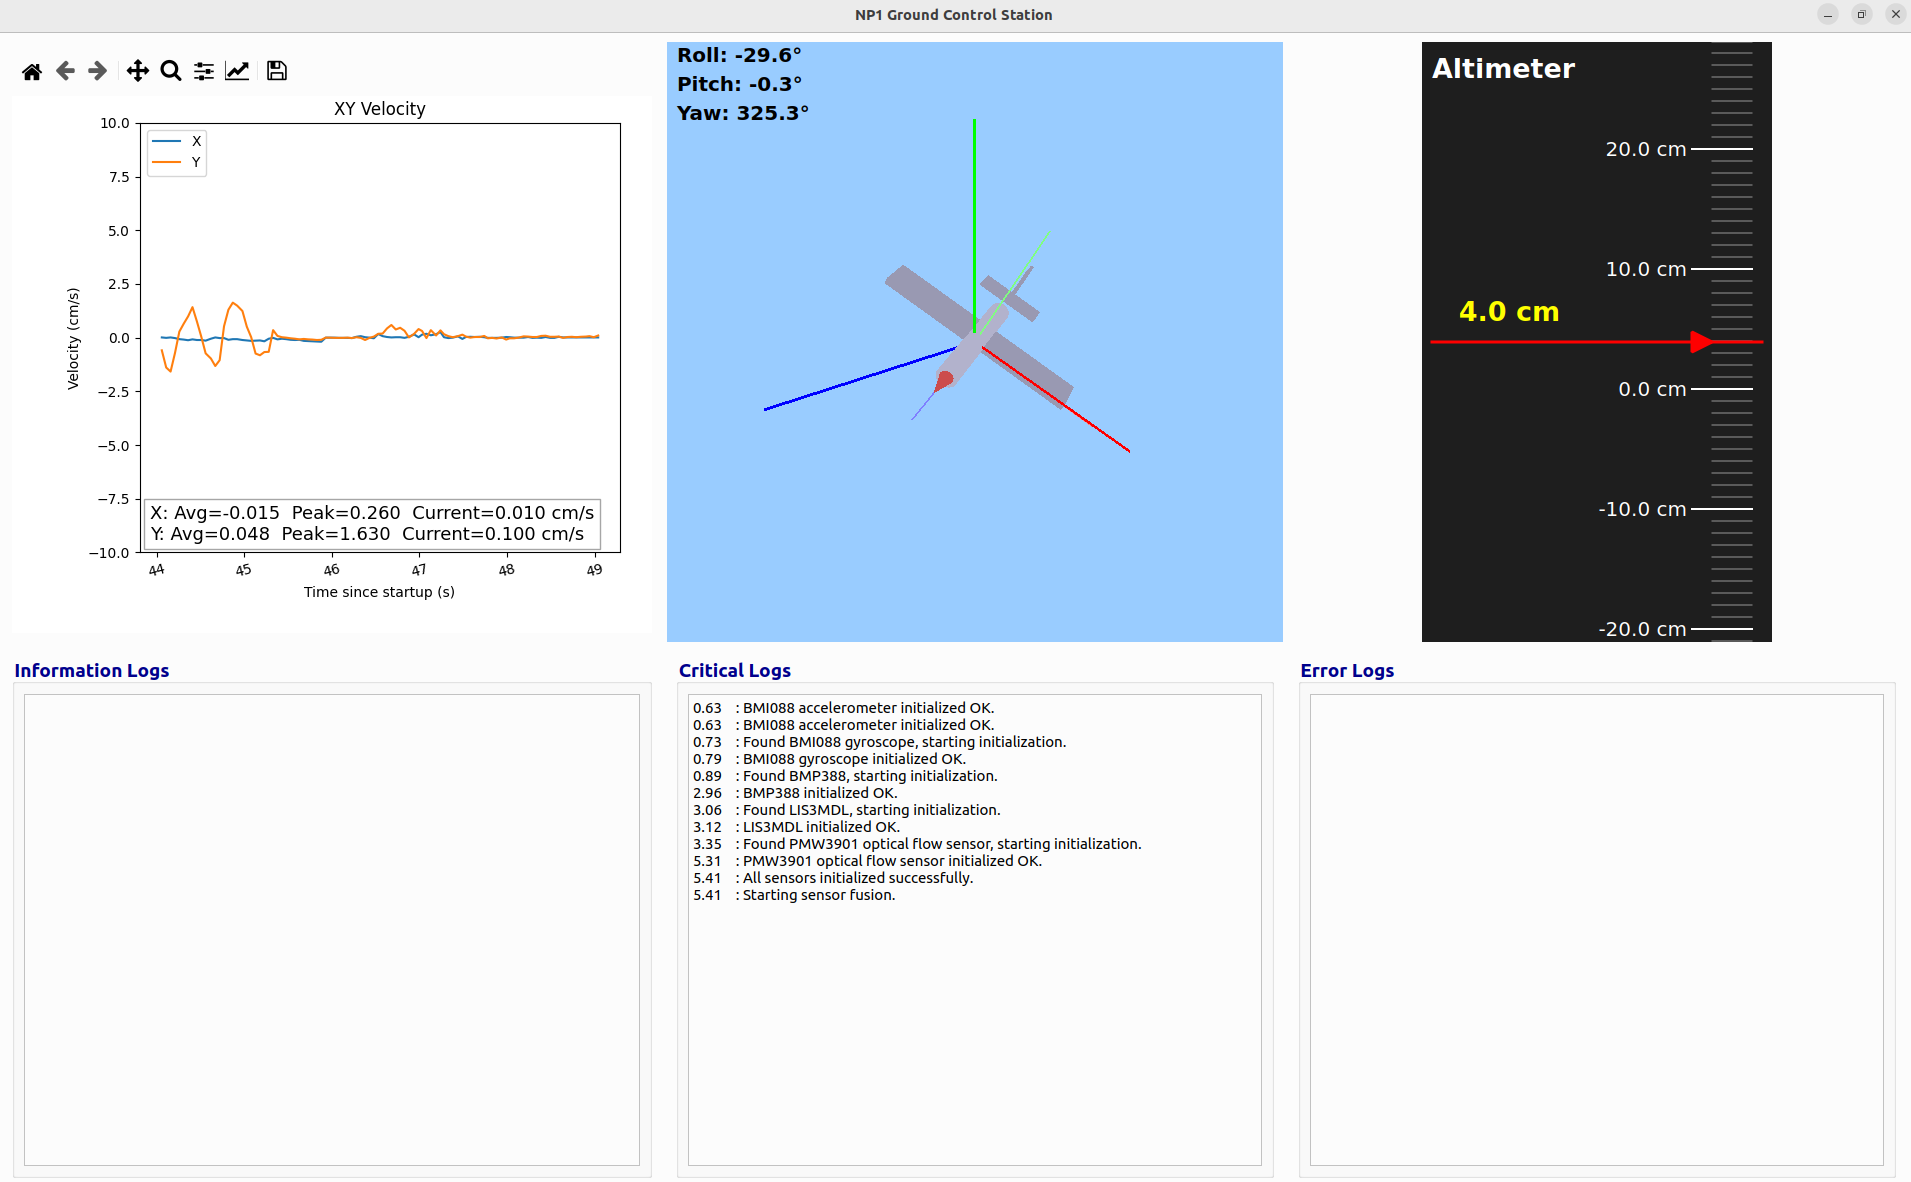 NP1 Ground Control Station
XY Velocity
10.0
7.5
5.0
2.5
0.0
−2.5
−5.0
−7.5
−10.0
Velocity (cm/s)
X
Y
X: Avg=-0.015 Peak=0.260 Current=0.010 cm/s
Y: Avg=0.048 Peak=1.630 Current=0.100 cm/s
44 45 46 47 48 49
Time since startup (s)
Roll: -29.6°
Pitch: -0.3°
Yaw: 325.3°
Altimeter
20.0 cm
10.0 cm
4.0 cm
0.0 cm
-10.0 cm
-20.0 cm
Information Logs
Critical Logs
0.63 : BMI088 accelerometer initialized OK.
0.63 : BMI088 accelerometer initialized OK.
0.73 : Found BMI088 gyroscope, starting initialization.
0.79 : BMI088 gyroscope initialized OK.
0.89 : Found BMP388, starting initialization.
2.96 : BMP388 initialized OK.
3.06 : Found LIS3MDL, starting initialization.
3.12 : LIS3MDL initialized OK.
3.35 : Found PMW3901 optical flow sensor, starting initialization.
5.31 : PMW3901 optical flow sensor initialized OK.
5.41 : All sensors initialized successfully.
5.41 : Starting sensor fusion.
Error Logs